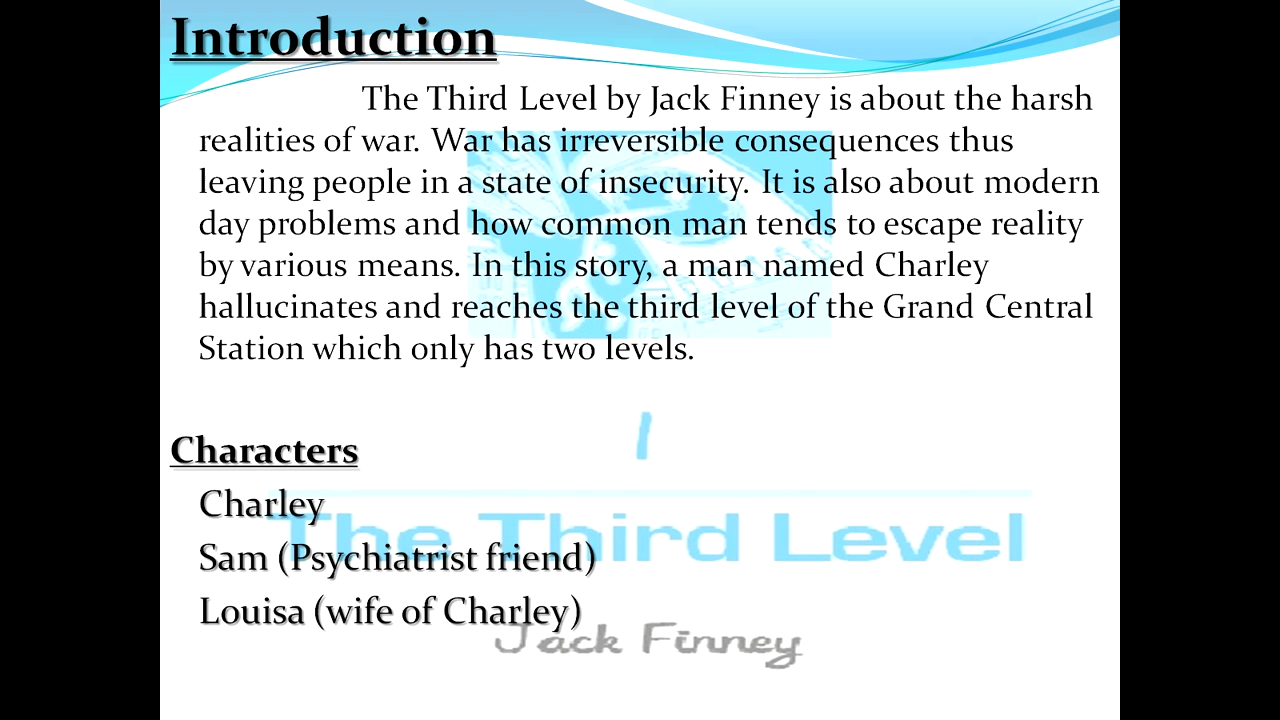 Introduction
The Third Level by Jack Finney is about the harsh
realities of war. War has irreversible consequences thus
leaving people in a state of insecurity. It is also about modern
day problems and how common man tends to escape reality
by various means. In this story, a man named Charley
hallucinates and reaches the third level of the Grand Central
Station which only has two levels.
1
Characters
Charley
The Third Level
Sam (Psychiatrist friend)
Louisa (wife of Charley)
Jack Finney